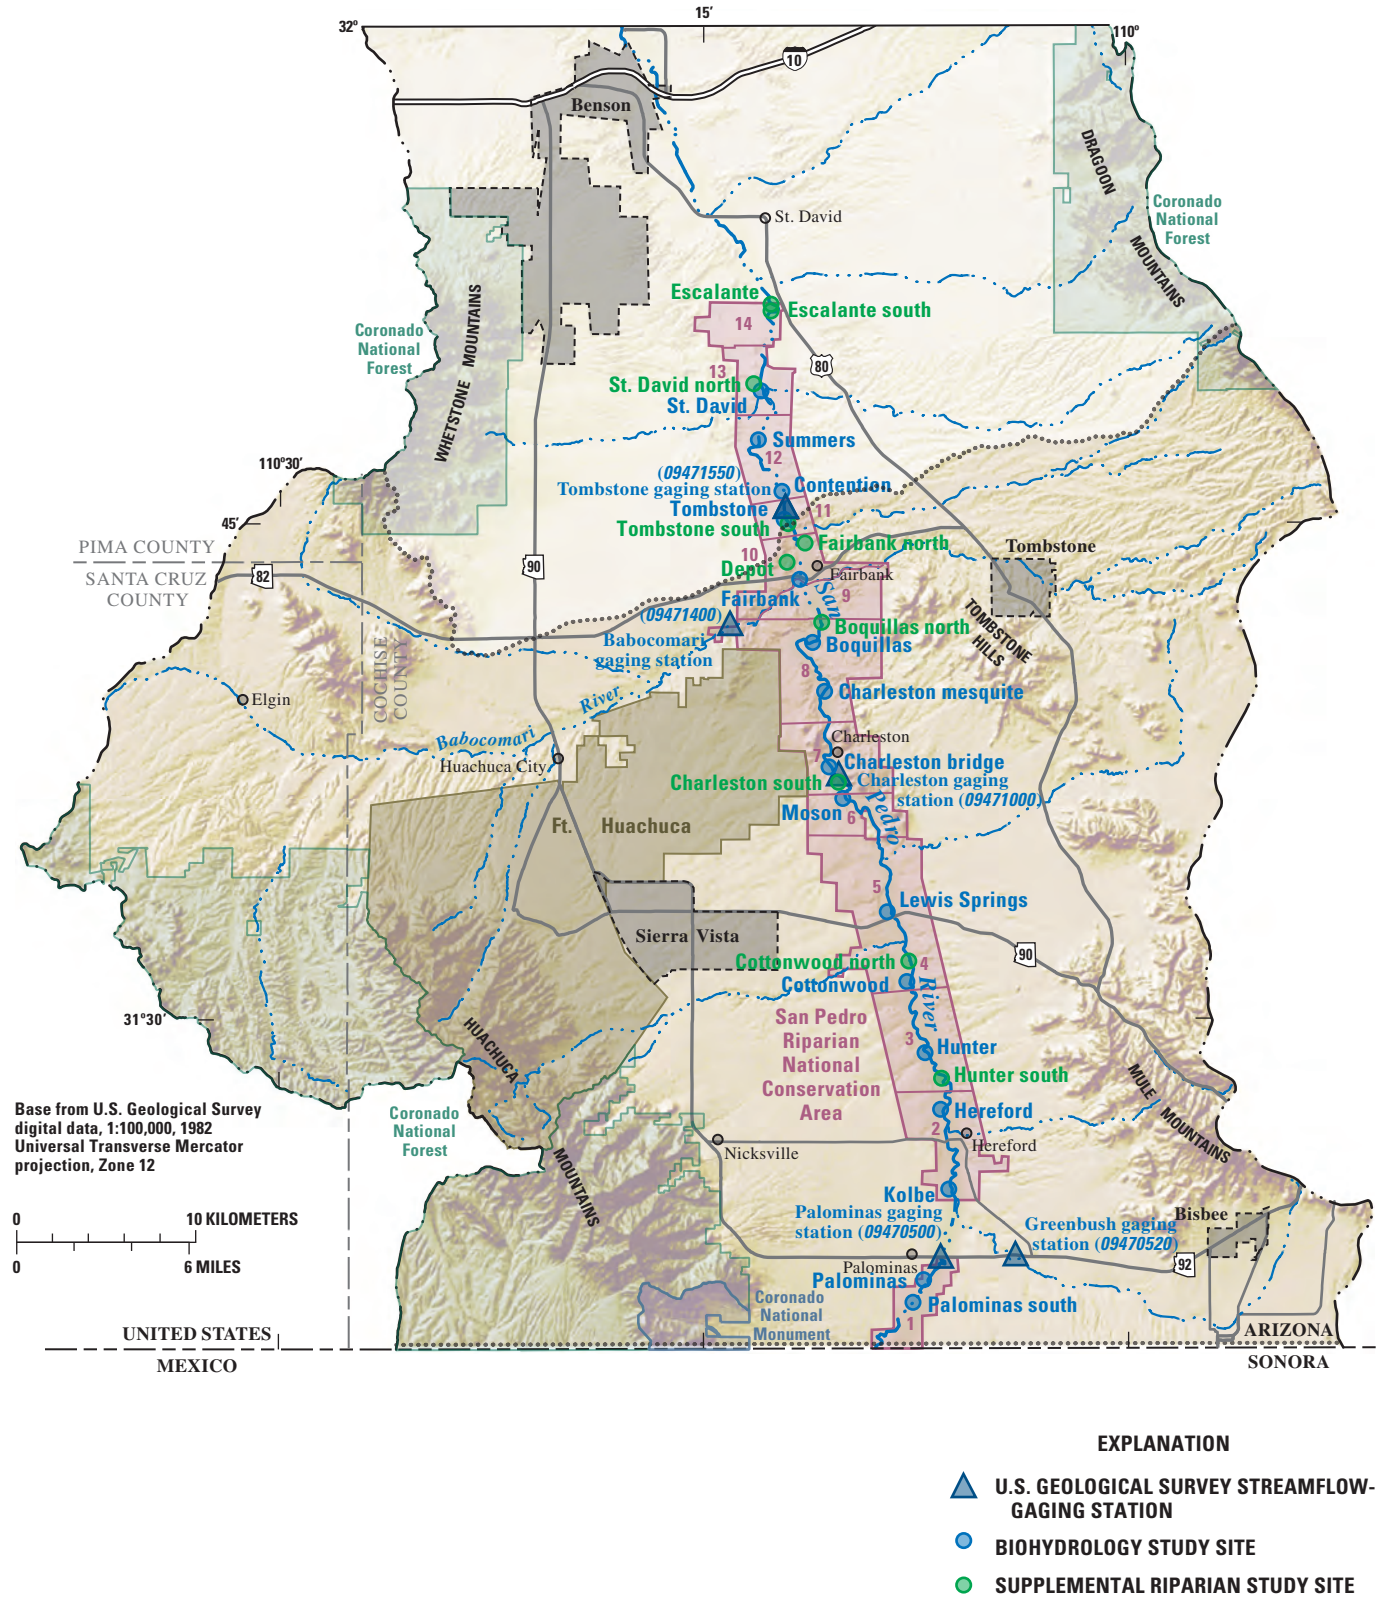 15'
32°
110°
10
Benson
DRAGOON
MOUNTAINS
Coronado
National
Forest
St. David
Escalante
Escalante south
14
WHETSTONE MOUNTAINS
Coronado
National
Forest
80
13
St. David north
St. David
Summers
12
110°30'
(09471550)
Tombstone gaging station
Contention
Tombstone
11
Tombstone south
45'
Fairbank north
Tombstone
PIMA COUNTY
10
Depot
90
82
SANTA CRUZ
COUNTY
Fairbank
Fairbank
9
San
(09471400)
Babocomari
gaging station
Boquillas north
Boquillas
TOMBSTONE
HILLS
COCHISE
COUNTY
8
Charleston mesquite
Elgin
River
Babocomari
Huachuca City
Charleston
7
Charleston bridge
Charleston south
Charleston gaging
station (09471000)
Moson
6
Pedro
Ft. Huachuca
5
Lewis Springs
Sierra Vista
90
Cottonwood north
4
Cottonwood
River
31°30'
San Pedro
Riparian
National
Conservation
Area
3
Hunter
HUACHUCA
MOUNTAINS
Hunter south
MULE MOUNTAINS
Base from U.S. Geological Survey
digital data, 1:100,000, 1982
Universal Transverse Mercator
projection, Zone 12
Coronado
National
Forest
Hereford
2
Hereford
Nicksville
Kolbe
0
10 KILOMETERS
0
6 MILES
Palominas gaging
station (09470500)
Greenbush gaging
station (09470520)
Bisbee
92
Palominas
Palominas
Palominas south
1
Coronado
National
Monument
UNITED STATES
MEXICO
ARIZONA
SONORA
EXPLANATION
U.S. GEOLOGICAL SURVEY STREAMFLOW-
GAGING STATION
BIOHYDROLOGY STUDY SITE
SUPPLEMENTAL RIPARIAN STUDY SITE